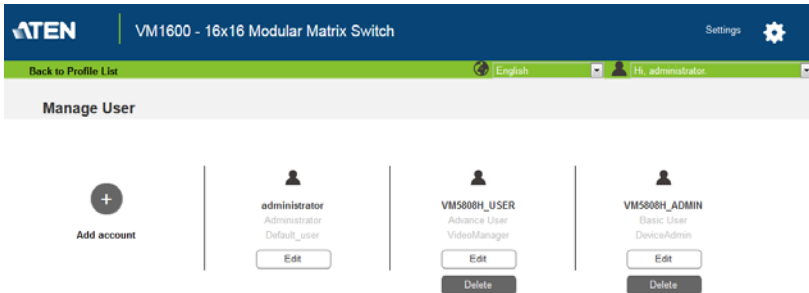 ATEN
VM1600 - 16x16 Modular Matrix Switch
Settings
Back to Profile List
English
Hi, administrator.
Manage User
Add account
administrator
Administrator
Default_user
Edit
VM5808H_USER
Advance User
VideoManager
Edit
Delete
VM5808H_ADMIN
Basic User
DeviceAdmin
Edit
Delete